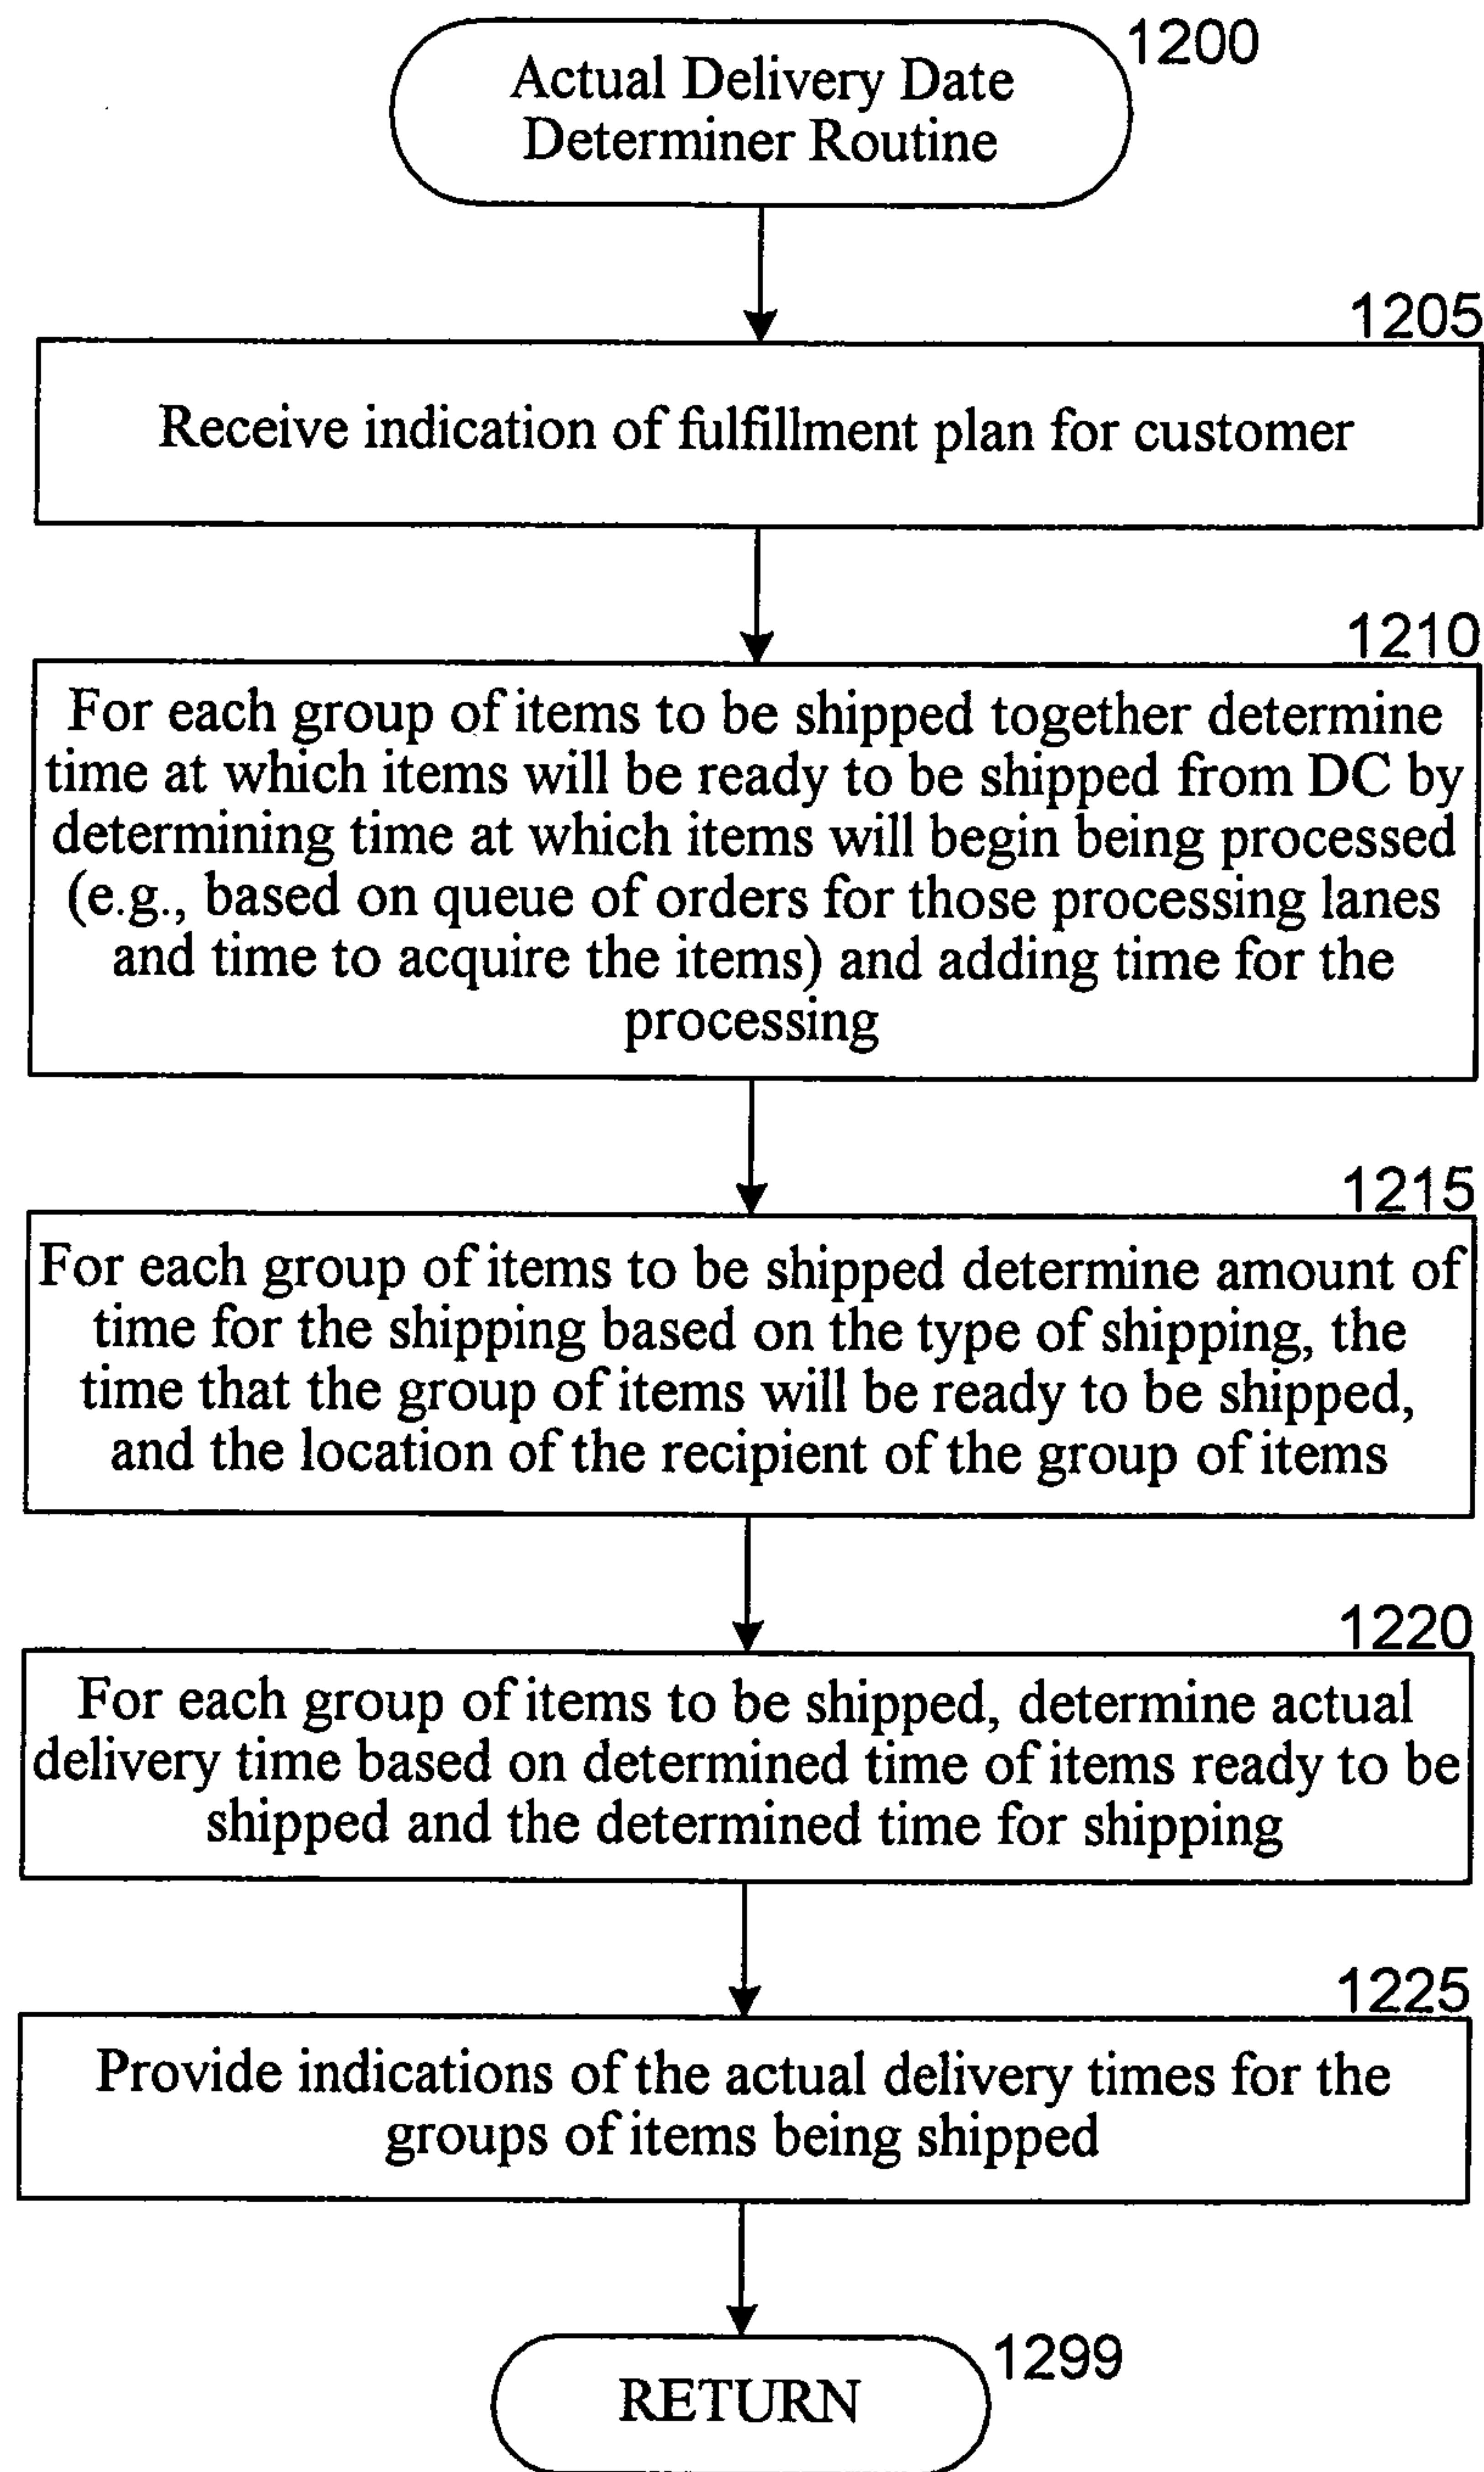 1200
Actual Delivery Date
Determiner Routine
1205
Receive indication of fulfillment plan for customer
1210
For each group of items to be shipped together determine
time at which items will be ready to be shipped from DC by
determining time at which items will begin being processed
(e.g., based on queue of orders for those processing lanes
and time to acquire the items) and adding time for the
processing
1215
For each group of items to be shipped determine amount of
time for the shipping based on the type of shipping, the
time that the group of items will be ready to be shipped,
and the location of the recipient of the group of items
1220
For each group of items to be shipped, determine actual
delivery time based on determined time of items ready to be
shipped and the determined time for shipping
1225
Provide indications of the actual delivery times for the
groups of items being shipped
1299
RETURN